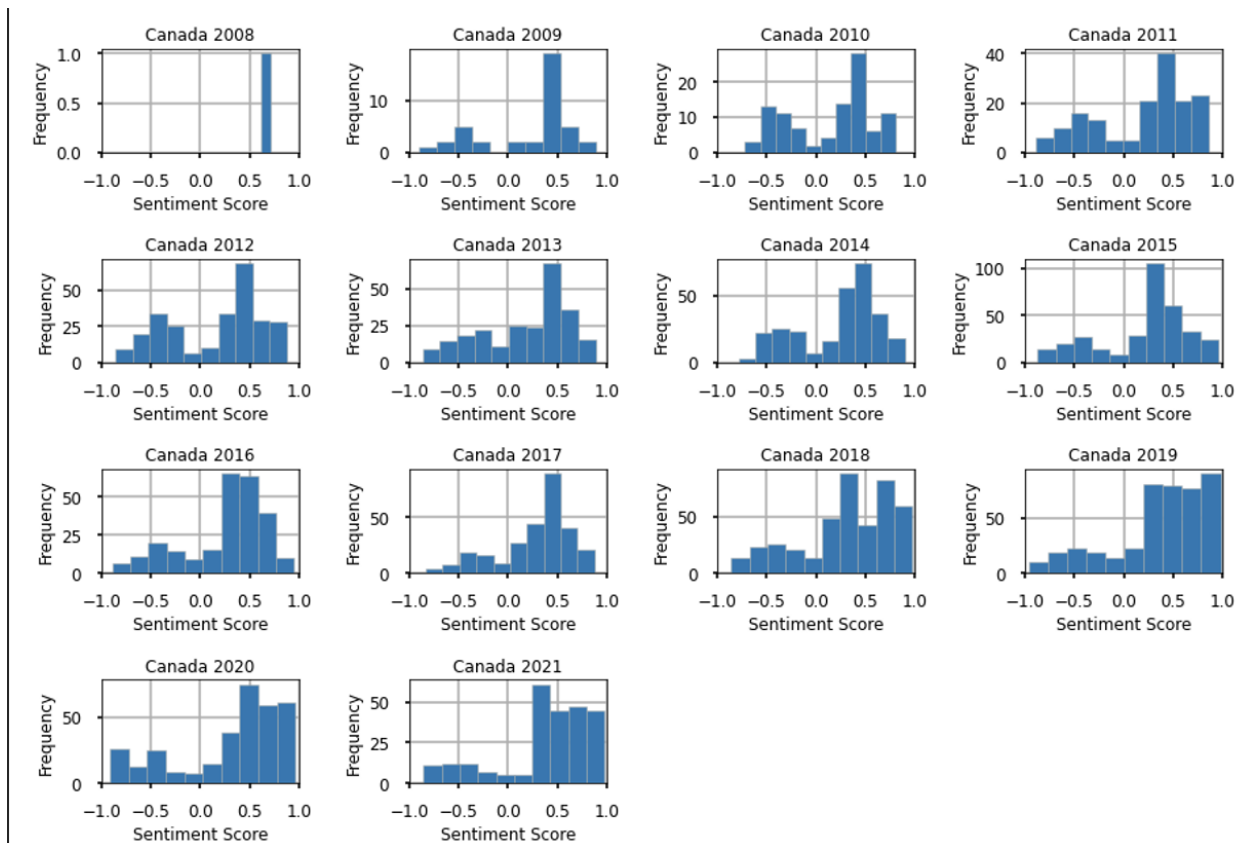 Canada 2008
Frequency
1.0
0.5
0.0
−1.0 −0.5 0.0 0.5 1.0
Sentiment Score
Canada 2009
Frequency
10
0
−1.0 −0.5 0.0 0.5 1.0
Sentiment Score
Canada 2010
Frequency
20
10
0
−1.0 −0.5 0.0 0.5 1.0
Sentiment Score
Canada 2011
Frequency
40
20
0
−1.0 −0.5 0.0 0.5 1.0
Sentiment Score
Canada 2012
Frequency
50
25
0
−1.0 −0.5 0.0 0.5 1.0
Sentiment Score
Canada 2013
Frequency
50
25
0
−1.0 −0.5 0.0 0.5 1.0
Sentiment Score
Canada 2014
Frequency
50
0
−1.0 −0.5 0.0 0.5 1.0
Sentiment Score
Canada 2015
Frequency
100
50
0
−1.0 −0.5 0.0 0.5 1.0
Sentiment Score
Canada 2016
Frequency
50
25
0
−1.0 −0.5 0.0 0.5 1.0
Sentiment Score
Canada 2017
Frequency
50
0
−1.0 −0.5 0.0 0.5 1.0
Sentiment Score
Canada 2018
Frequency
50
0
−1.0 −0.5 0.0 0.5 1.0
Sentiment Score
Canada 2019
Frequency
50
0
−1.0 −0.5 0.0 0.5 1.0
Sentiment Score
Canada 2020
Frequency
50
0
−1.0 −0.5 0.0 0.5 1.0
Sentiment Score
Canada 2021
Frequency
50
25
0
−1.0 −0.5 0.0 0.5 1.0
Sentiment Score